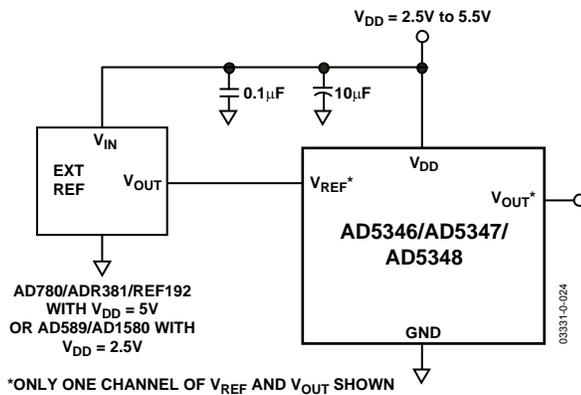 V_DD = 2.5V to 5.5V
0.1µF
10µF
V_IN
EXT
REF
V_OUT
V_REF*
V_DD
V_OUT*
AD5346/AD5347/
AD5348
GND
AD780/ADR381/REF192
WITH V_DD = 5V
OR AD589/AD1580 WITH
V_DD = 2.5V
03331-0-024
*ONLY ONE CHANNEL OF V_REF AND V_OUT SHOWN